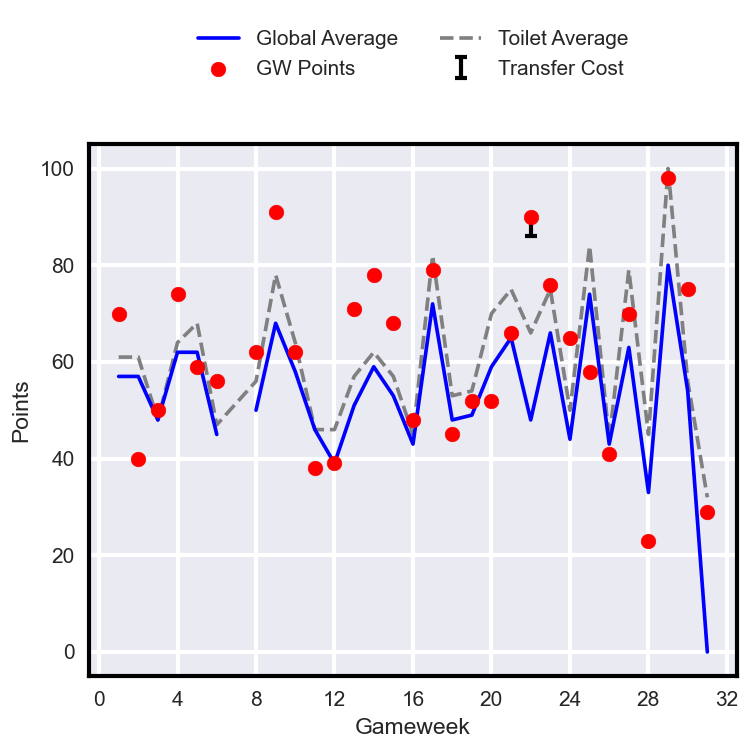 Global Average
Toilet Average
GW Points
Transfer Cost
100
80
60
40
20
0
Points
0 4 8 12 16 20 24 28 32
Gameweek